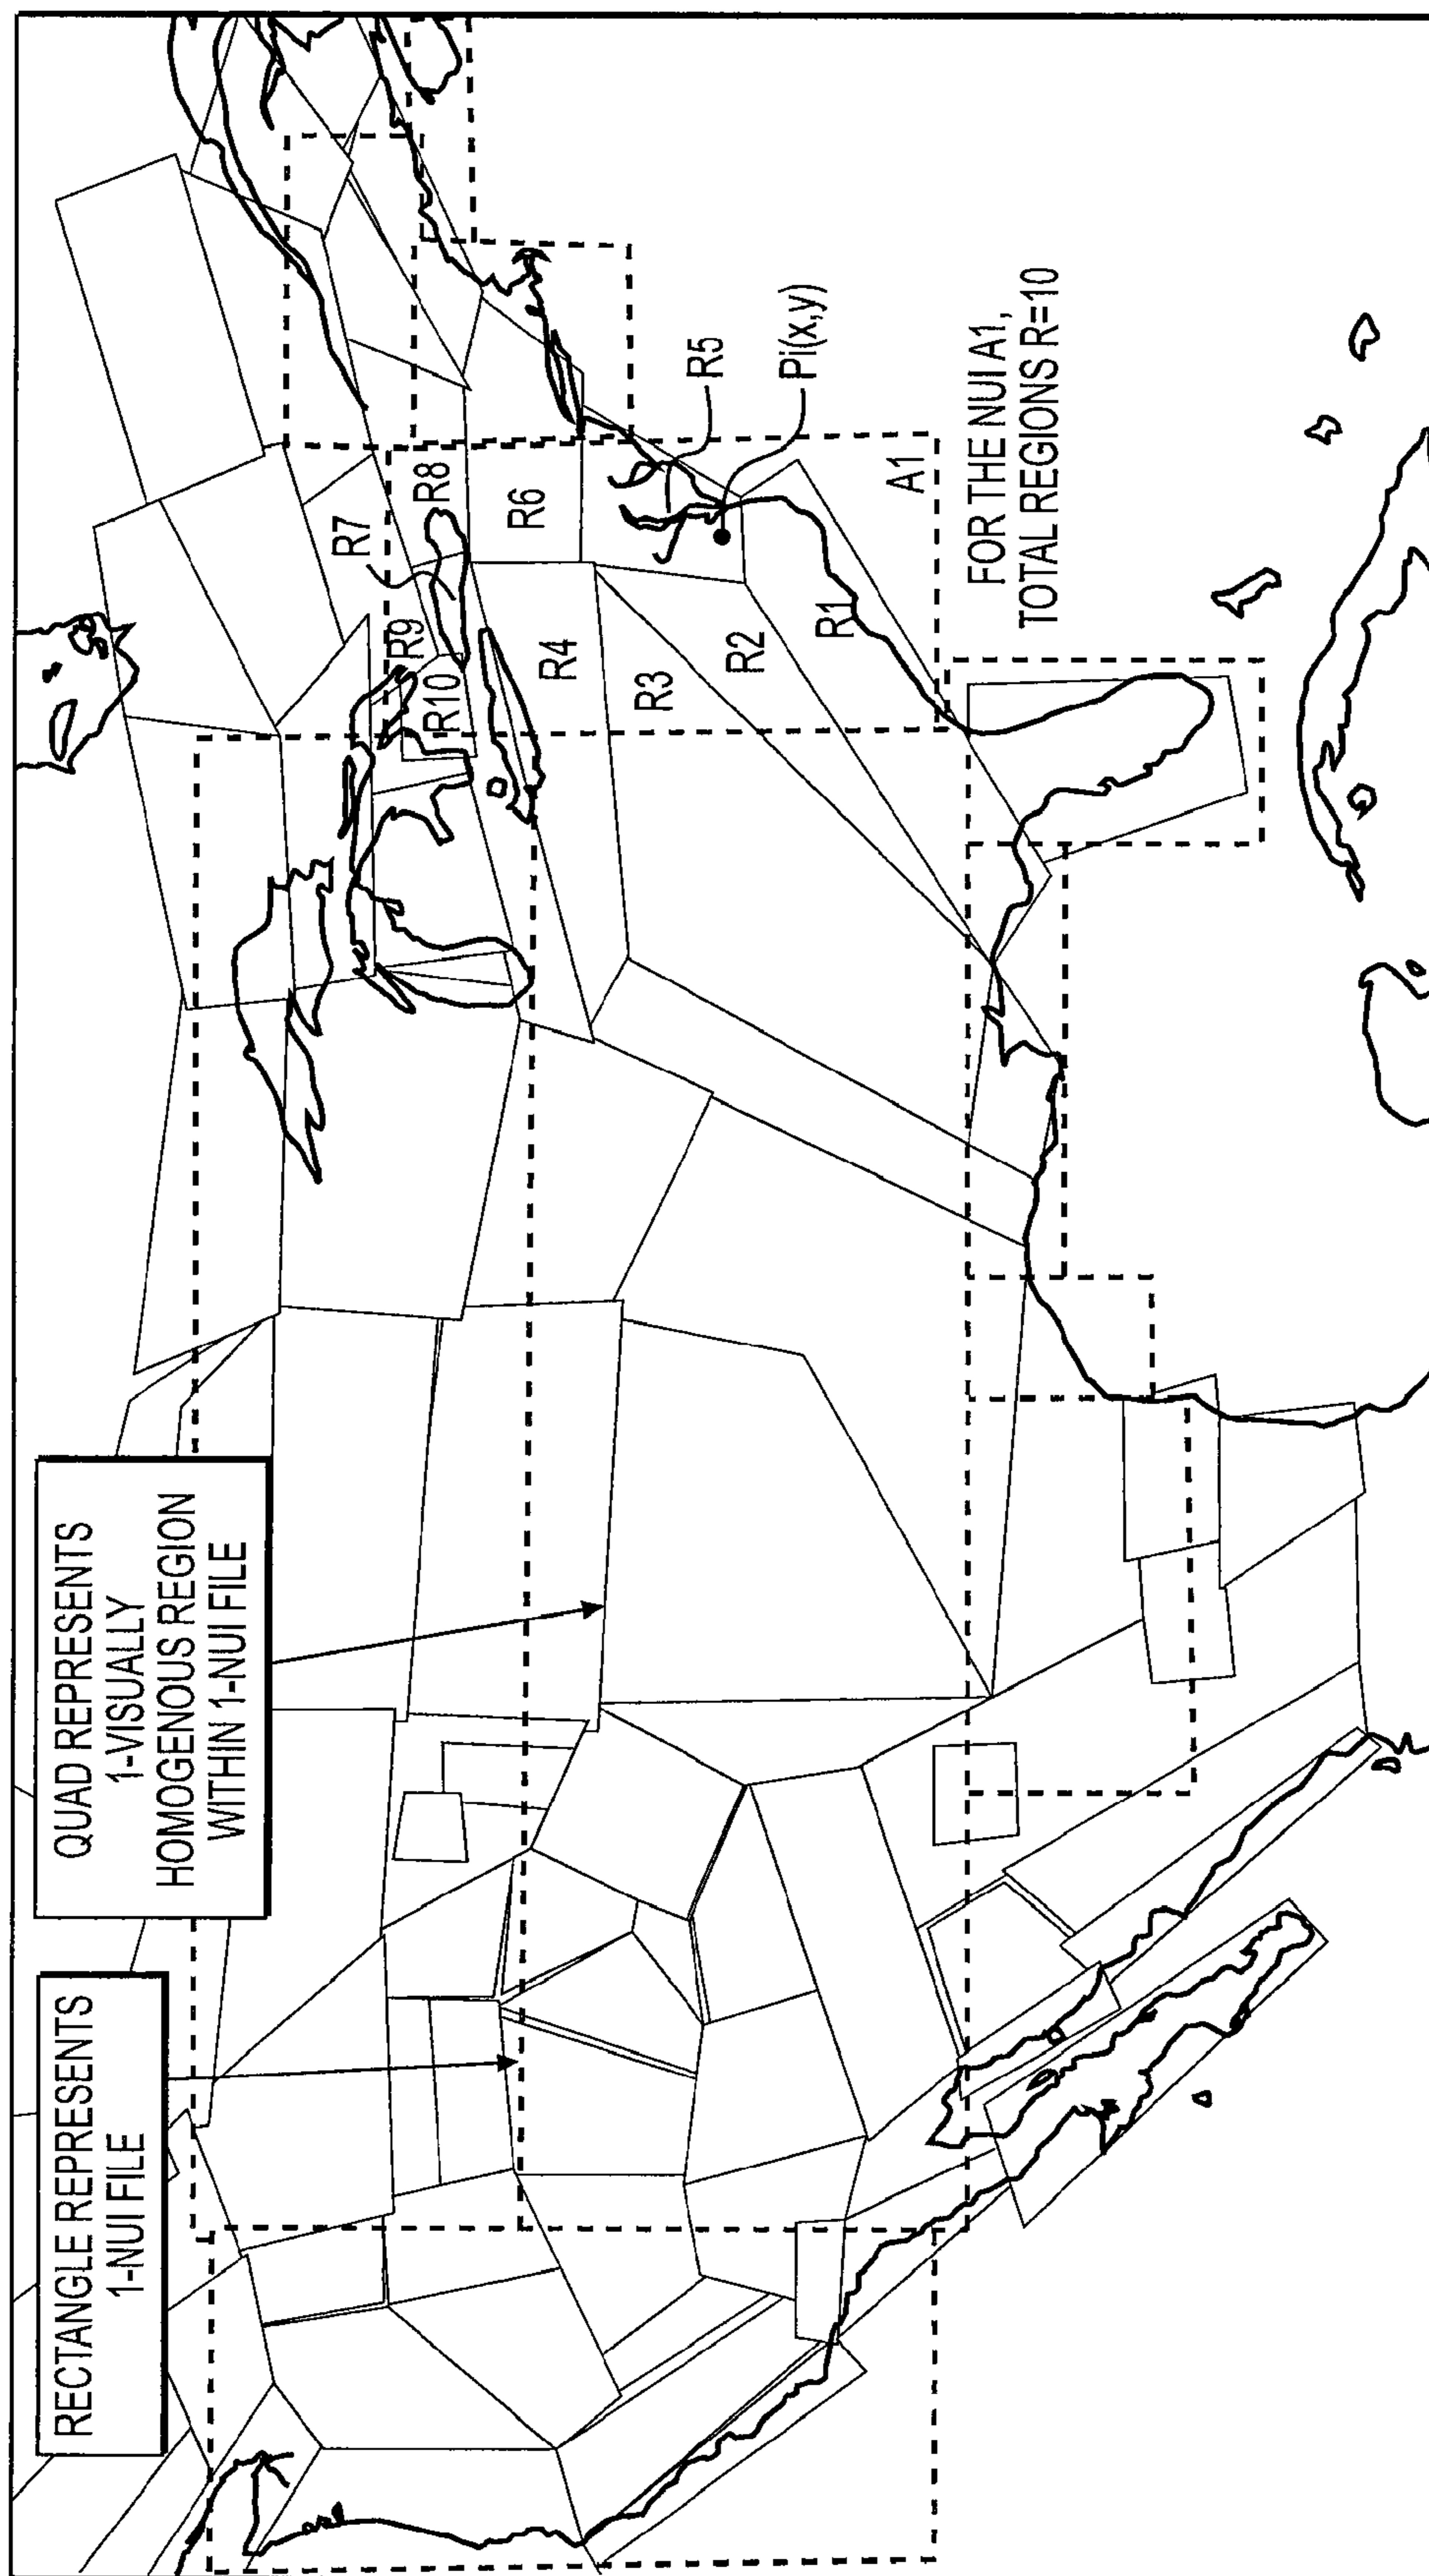 RECTANGLE REPRESENTS
1-NUI FILE
QUAD REPRESENTS
1-VISUALLY
HOMOGENOUS REGION
WITHIN 1-NUI FILE
R7
R8
R9
R10
R6
R4
R3
R2
R1
R5
Pi(x,y)
A1
FOR THE NUI A1,
TOTAL REGIONS R=10